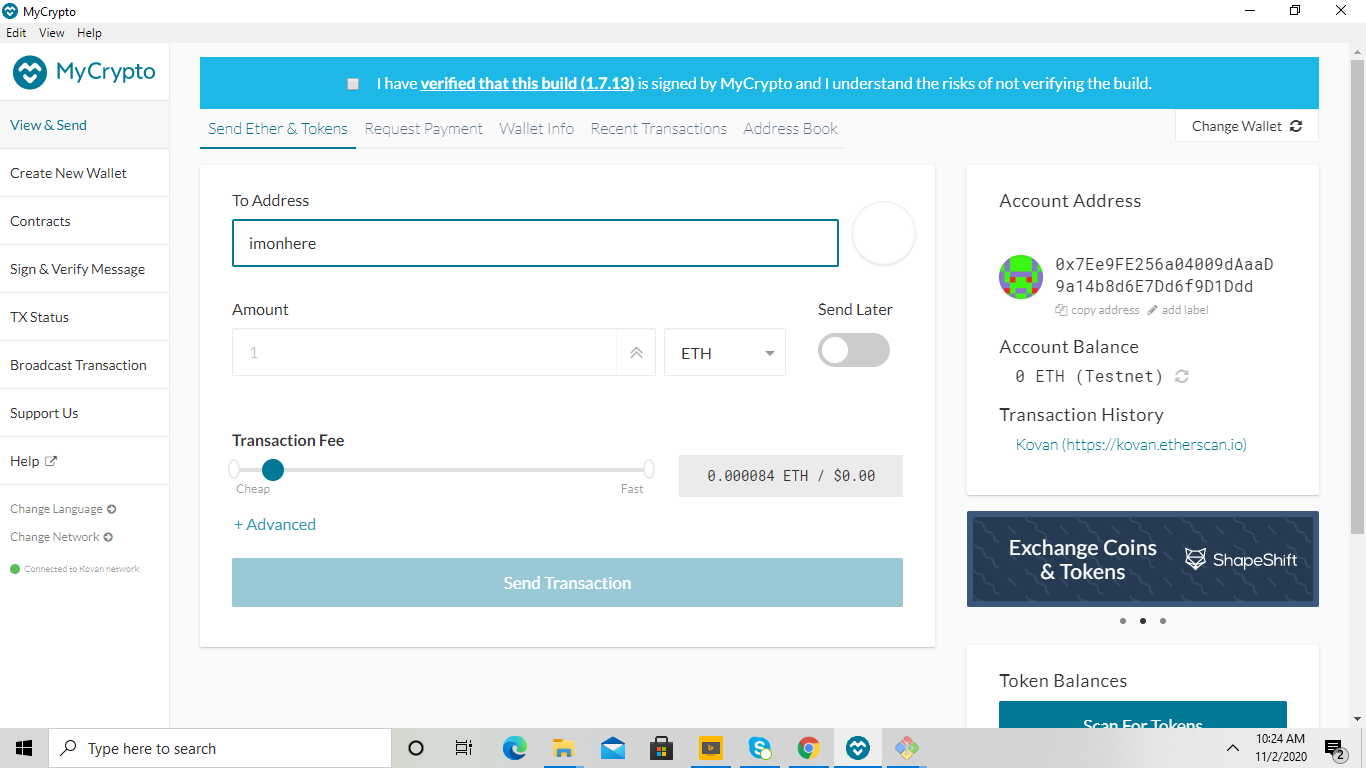 MyCrypto
Edit View Help
MyCrypto
View & Send
Create New Wallet
Contracts
Sign & Verify Message
TX Status
Broadcast Transaction
Support Us
Help
Change Language
Change Network
Connected to Kovan network
I have verified that this build (1.7.13) is signed by MyCrypto and I understand the risks of not verifying the build.
Send Ether & Tokens Request Payment Wallet Info Recent Transactions Address Book
Change Wallet
To Address
imonhere
Amount
Send Later
1
ETH
Transaction Fee
Cheap
Fast
0.000084 ETH / $0.00
+ Advanced
Send Transaction
Account Address
0x7Ee9FE256a04009dAaaD
9a14b8d6E7Dd6f9D1Ddd
copy address add label
Account Balance
0 ETH (Testnet)
Transaction History
Kovan (https://kovan.etherscan.io)
Exchange Coins
& Tokens
ShapeShift
Token Balances
Scan For Tokens
Type here to search
10:24 AM
11/2/2020
2